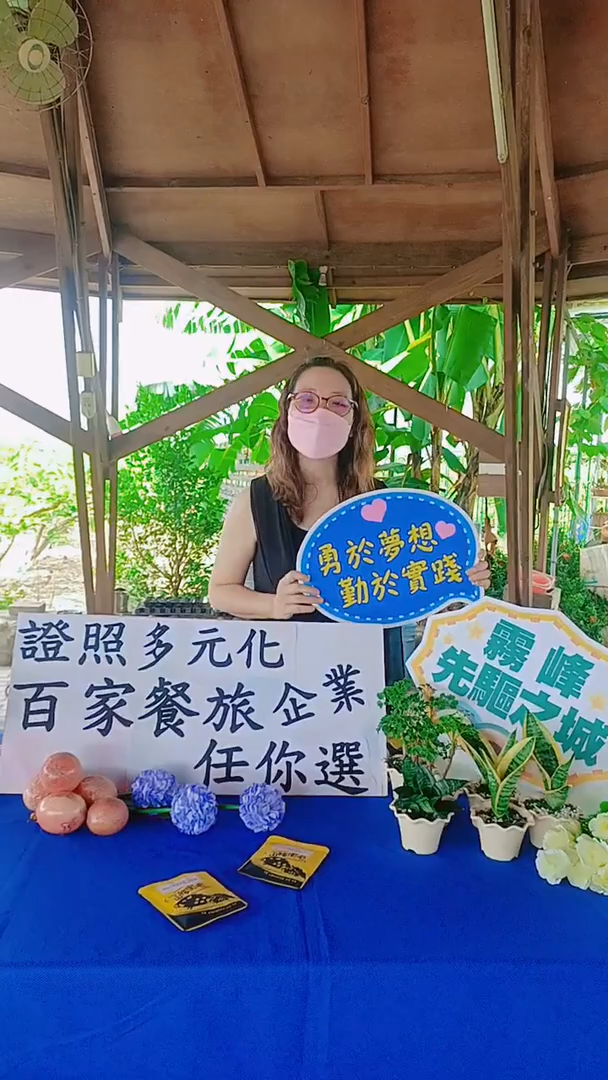 勇於夢想
勤於實踐
證照多元化
百家餐旅企業
任你選
霧峰
先驅之城